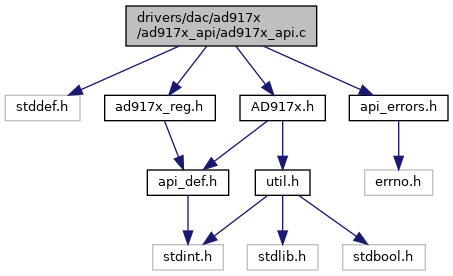 drivers/dac/ad917x
/ad917x_api/ad917x_api.c
stddef.h
ad917x_reg.h
AD917x.h
api_errors.h
api_def.h
util.h
errno.h
stdint.h
stdlib.h
stdbool.h